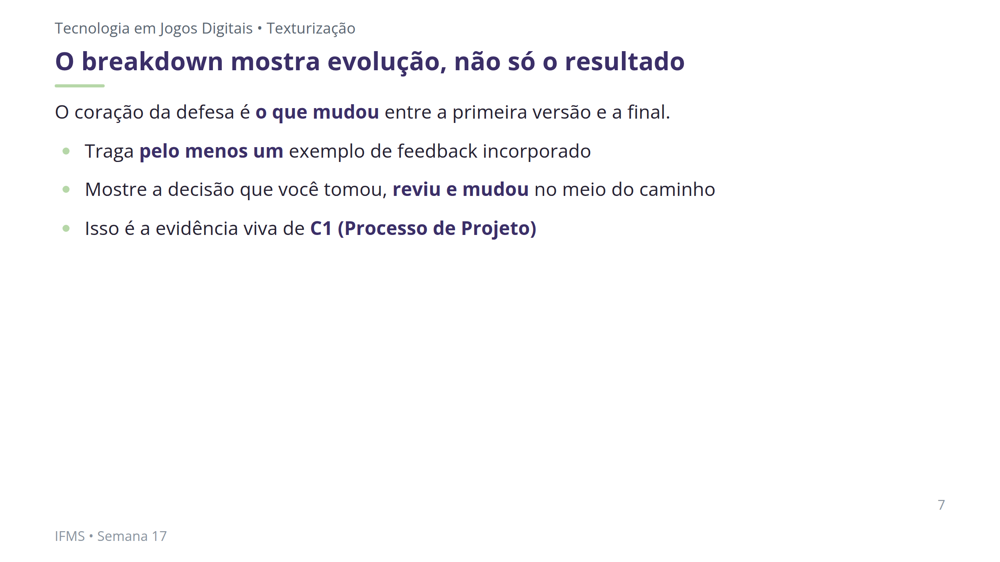 Tecnologia em Jogos Digitais • Texturização
O breakdown mostra evolução, não só o resultado
O coração da defesa é o que mudou entre a primeira versão e a final.
• Traga pelo menos um exemplo de feedback incorporado
• Mostre a decisão que você tomou, reviu e mudou no meio do caminho
• Isso é a evidência viva de C1 (Processo de Projeto)
7
IFMS • Semana 17